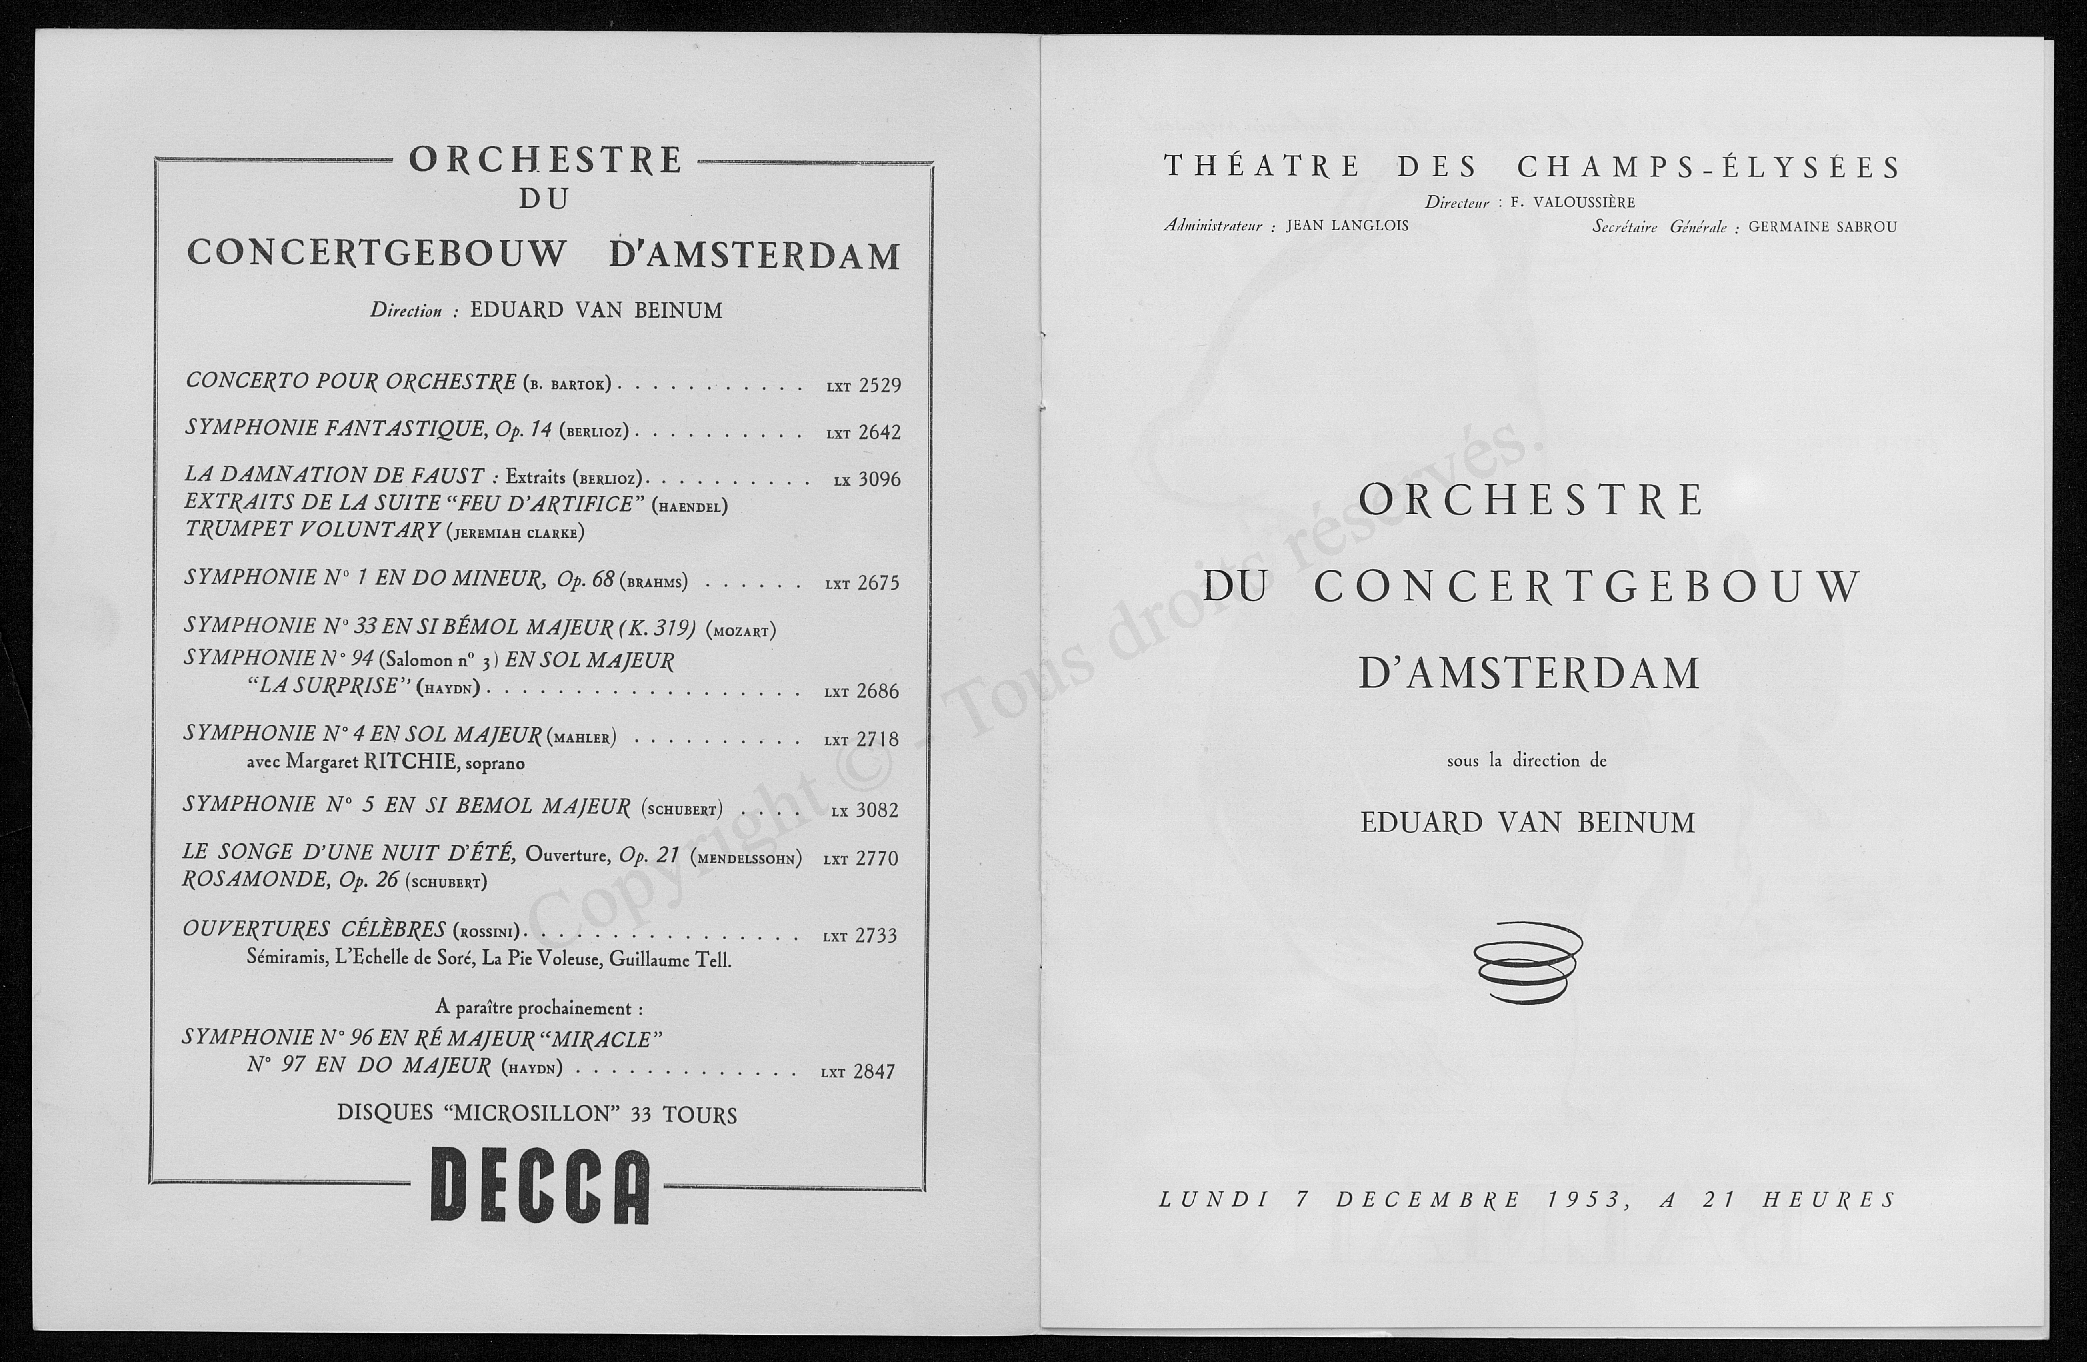 ORCHESTRE
DU
CONCERTGEBOUW D'AMSTERDAM
Direction : EDUARD VAN BEINUM
CONCERTO POUR ORCHESTRE (B. BARTOK) . . . . . . . . . . . LXT 2529
SYMPHONIE FANTASTIQUE, Op. 14 (BERLIOZ) . . . . . . . . . . LXT 2642
LA DAMNATION DE FAUST : Extraits (BERLIOZ) . . . . . . . . . . LX 3096
EXTRAITS DE LA SUITE “FEU D'ARTIFICE” (HAENDEL)
TRUMPET VOLUNTARY (JEREMIAH CLARKE)
SYMPHONIE N° 1 EN DO MINEUR, Op. 68 (BRAHMS) . . . . . . LXT 2675
SYMPHONIE N° 33 EN SI BÉMOL MAJEUR (K. 319) (MOZART)
SYMPHONIE N° 94 (Salomon n° 3) EN SOL MAJEUR
“LA SURPRISE” (HAYDN) . . . . . . . . . . . . . . . . . . LXT 2686
SYMPHONIE N° 4 EN SOL MAJEUR (MAHLER) . . . . . . . . . . LXT 2718
avec Margaret RITCHIE, soprano
SYMPHONIE N° 5 EN SI BEMOL MAJEUR (SCHUBERT) . . . . LX 3082
LE SONGE D'UNE NUIT D'ÉTÉ, Ouverture, Op. 21 (MENDELSSOHN) LXT 2770
ROSAMONDE, Op. 26 (SCHUBERT)
OUVERTURES CÉLÈBRES (ROSSINI) . . . . . . . . . . . . . . . . LXT 2733
Sémiramis, L'Echelle de Soré, La Pie Voleuse, Guillaume Tell.
A paraître prochainement :
SYMPHONIE N° 96 EN RÉ MAJEUR “MIRACLE”
N° 97 EN DO MAJEUR (HAYDN) . . . . . . . . . . . . . LXT 2847
DISQUES “MICROSILLON” 33 TOURS
DECCA
THÉATRE DES CHAMPS-ÉLYSÉES
Directeur : F. VALOUSSIÈRE
Administrateur : JEAN LANGLOIS Secrétaire Générale : GERMAINE SABROU
ORCHESTRE
DU CONCERTGEBOUW
D'AMSTERDAM
sous la direction de
EDUARD VAN BEINUM
LUNDI 7 DECEMBRE 1953, A 21 HEURES
Copyright © - Tous droits réservés.